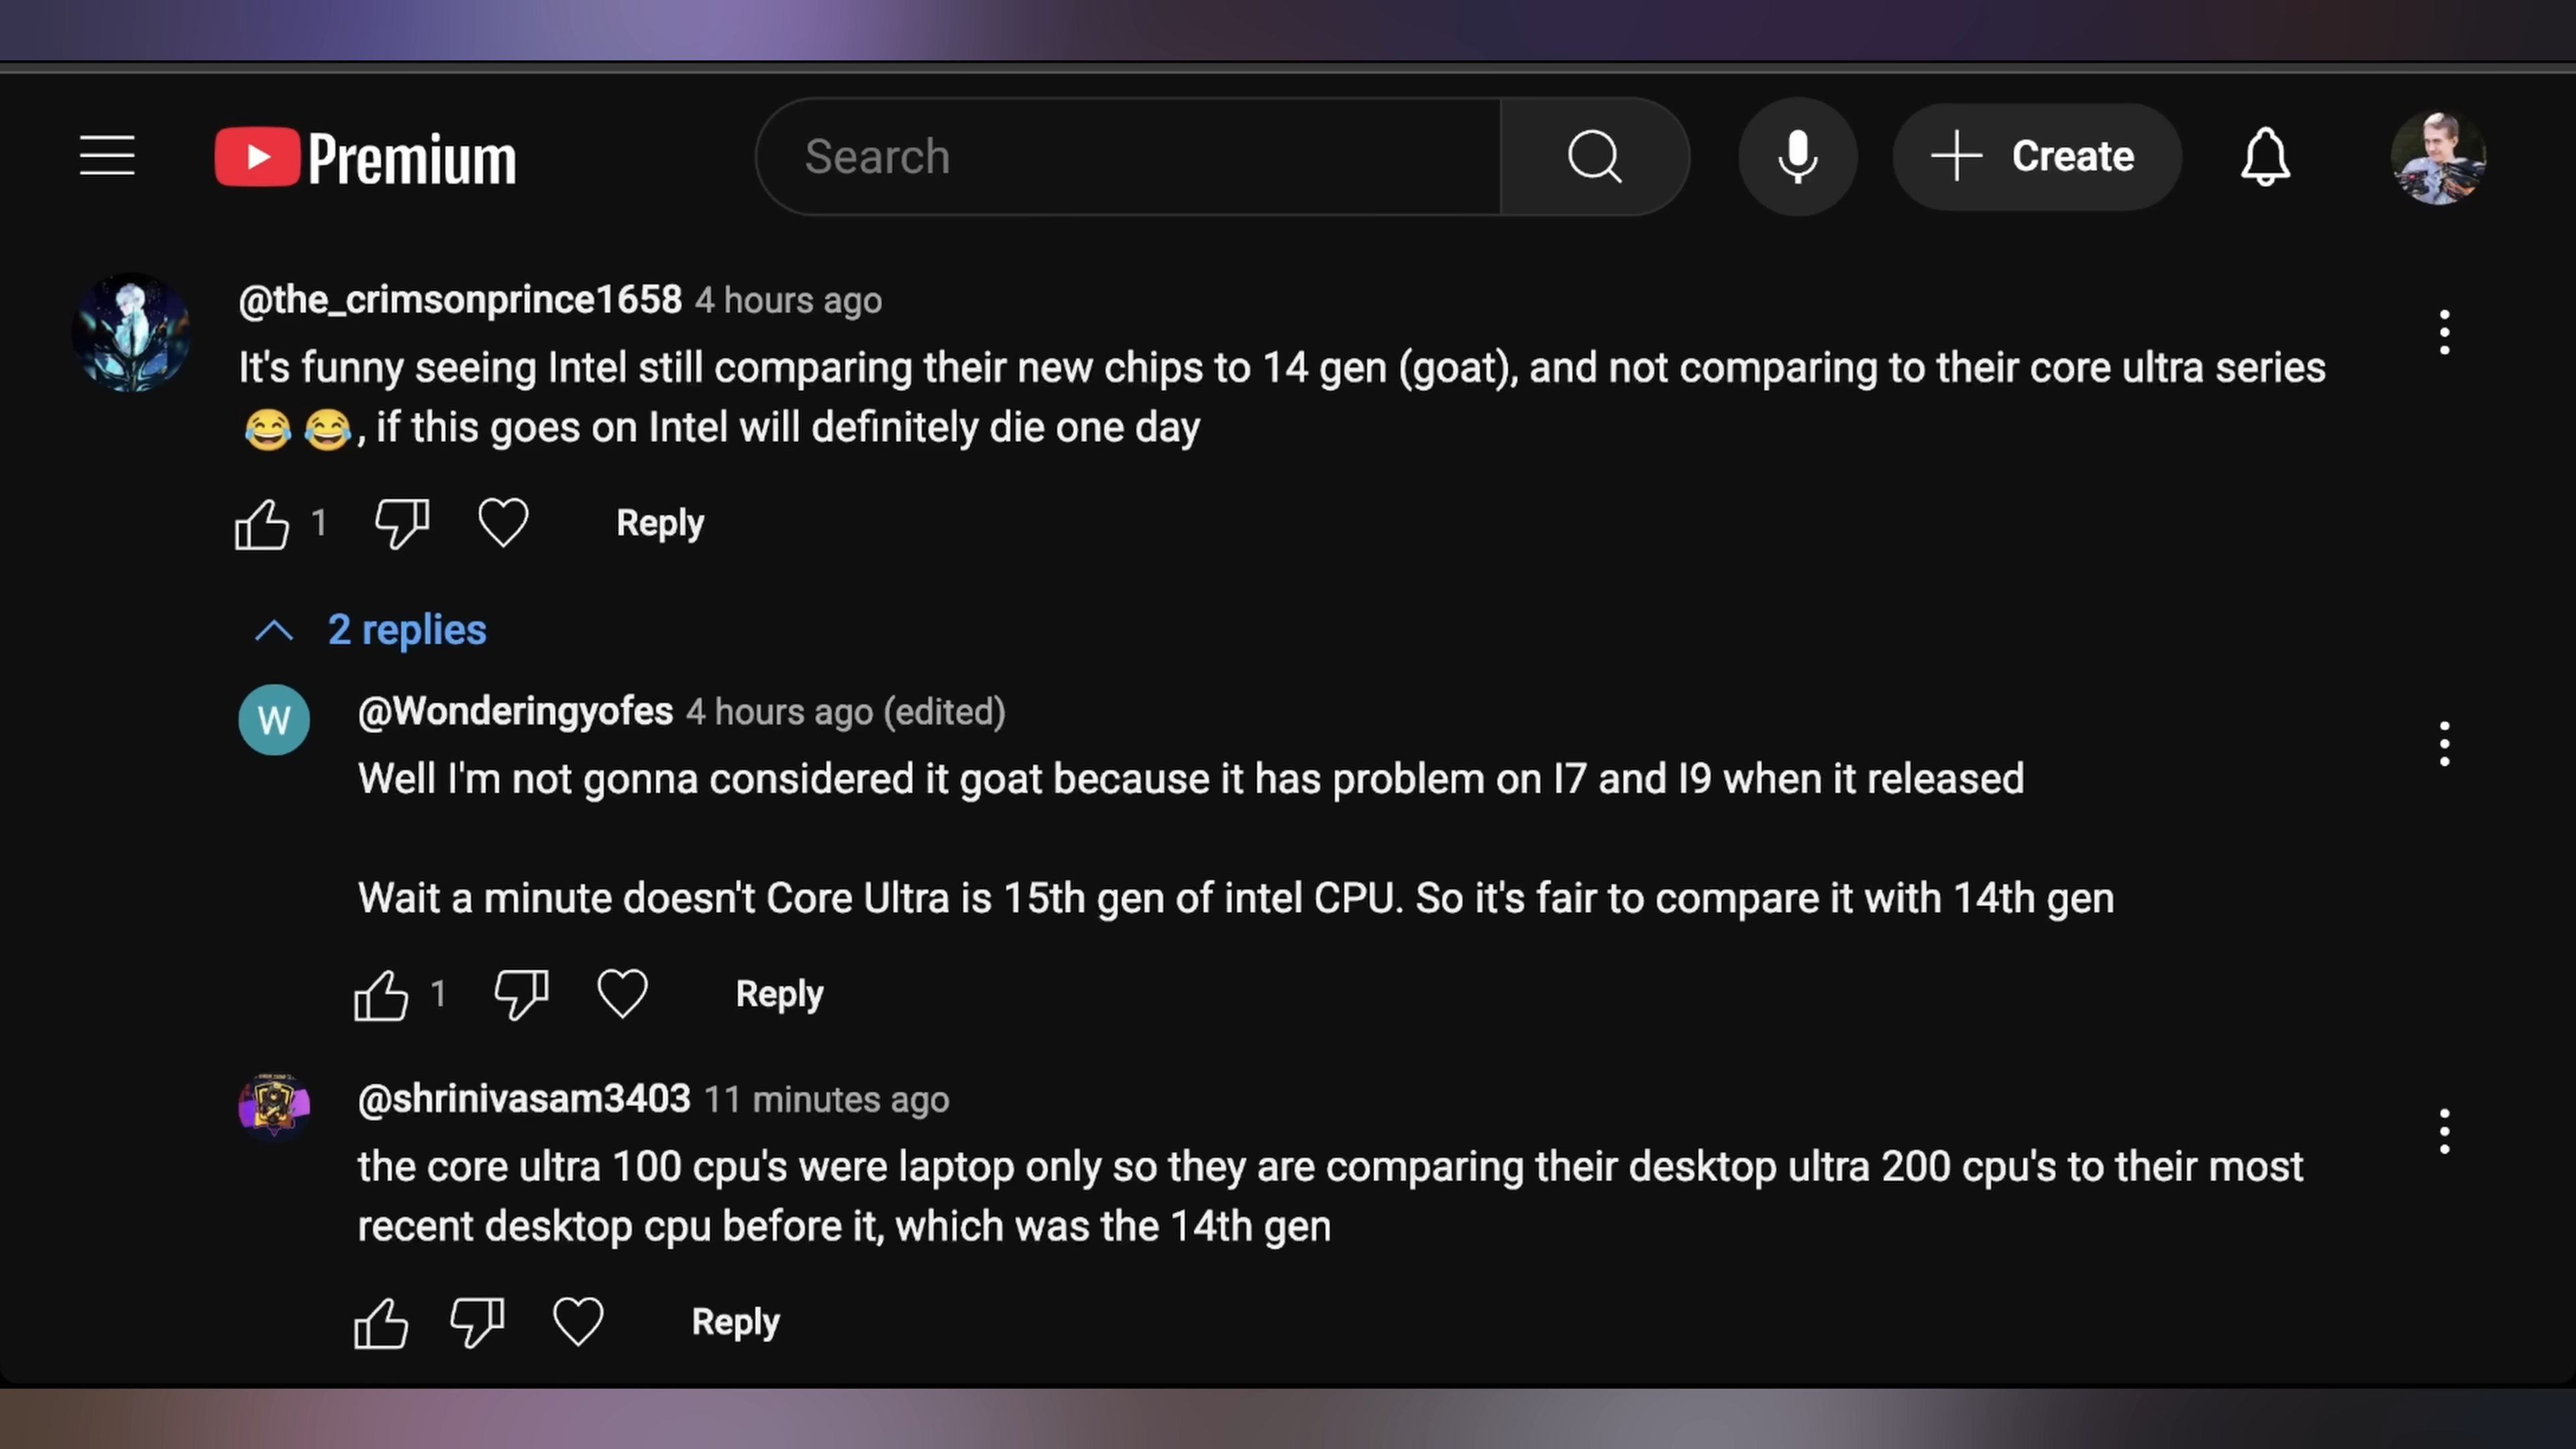 Premium
Search
Create
@the_crimsonprince1658 4 hours ago
It's funny seeing Intel still comparing their new chips to 14 gen (goat), and not comparing to their core ultra series
😂😂, if this goes on Intel will definitely die one day
1 Reply
2 replies
W
@Wonderingyofes 4 hours ago (edited)
Well I'm not gonna considered it goat because it has problem on I7 and I9 when it released
Wait a minute doesn't Core Ultra is 15th gen of intel CPU. So it's fair to compare it with 14th gen
1 Reply
@shrinivasam3403 11 minutes ago
the core ultra 100 cpu's were laptop only so they are comparing their desktop ultra 200 cpu's to their most
recent desktop cpu before it, which was the 14th gen
Reply